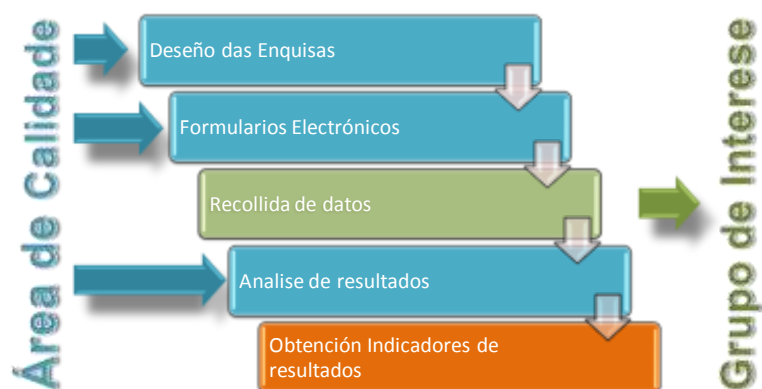 Área de Calidade
Deseño das Enquisas
Formularios Electrónicos
Recollida de datos
Analise de resultados
Obtención Indicadores de
resultados
Grupo de Interese